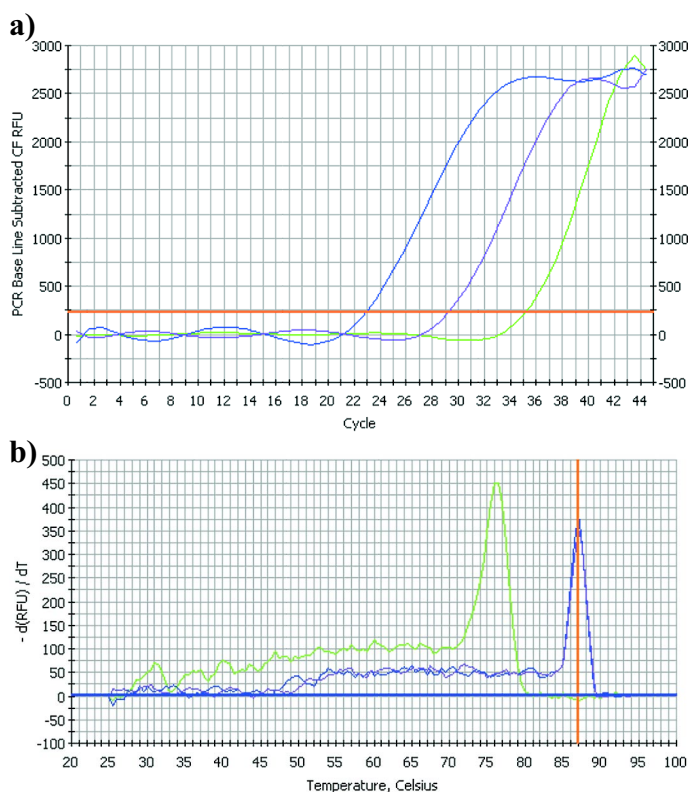 a)
3000 3000
2500 2500
2000 2000
1500 1500
1000 1000
500 500
0 0
-500 -500
PCR Base Line Subtracted CF RFU
0 2 4 6 8 10 12 14 16 18 20 22 24 26 28 30 32 34 36 38 40 42 44
Cycle
b)
500
450
400
350
300
250
200
150
100
50
0
-50
-100
- d(RFU) / dT
20 25 30 35 40 45 50 55 60 65 70 75 80 85 90 95 100
Temperature, Celsius